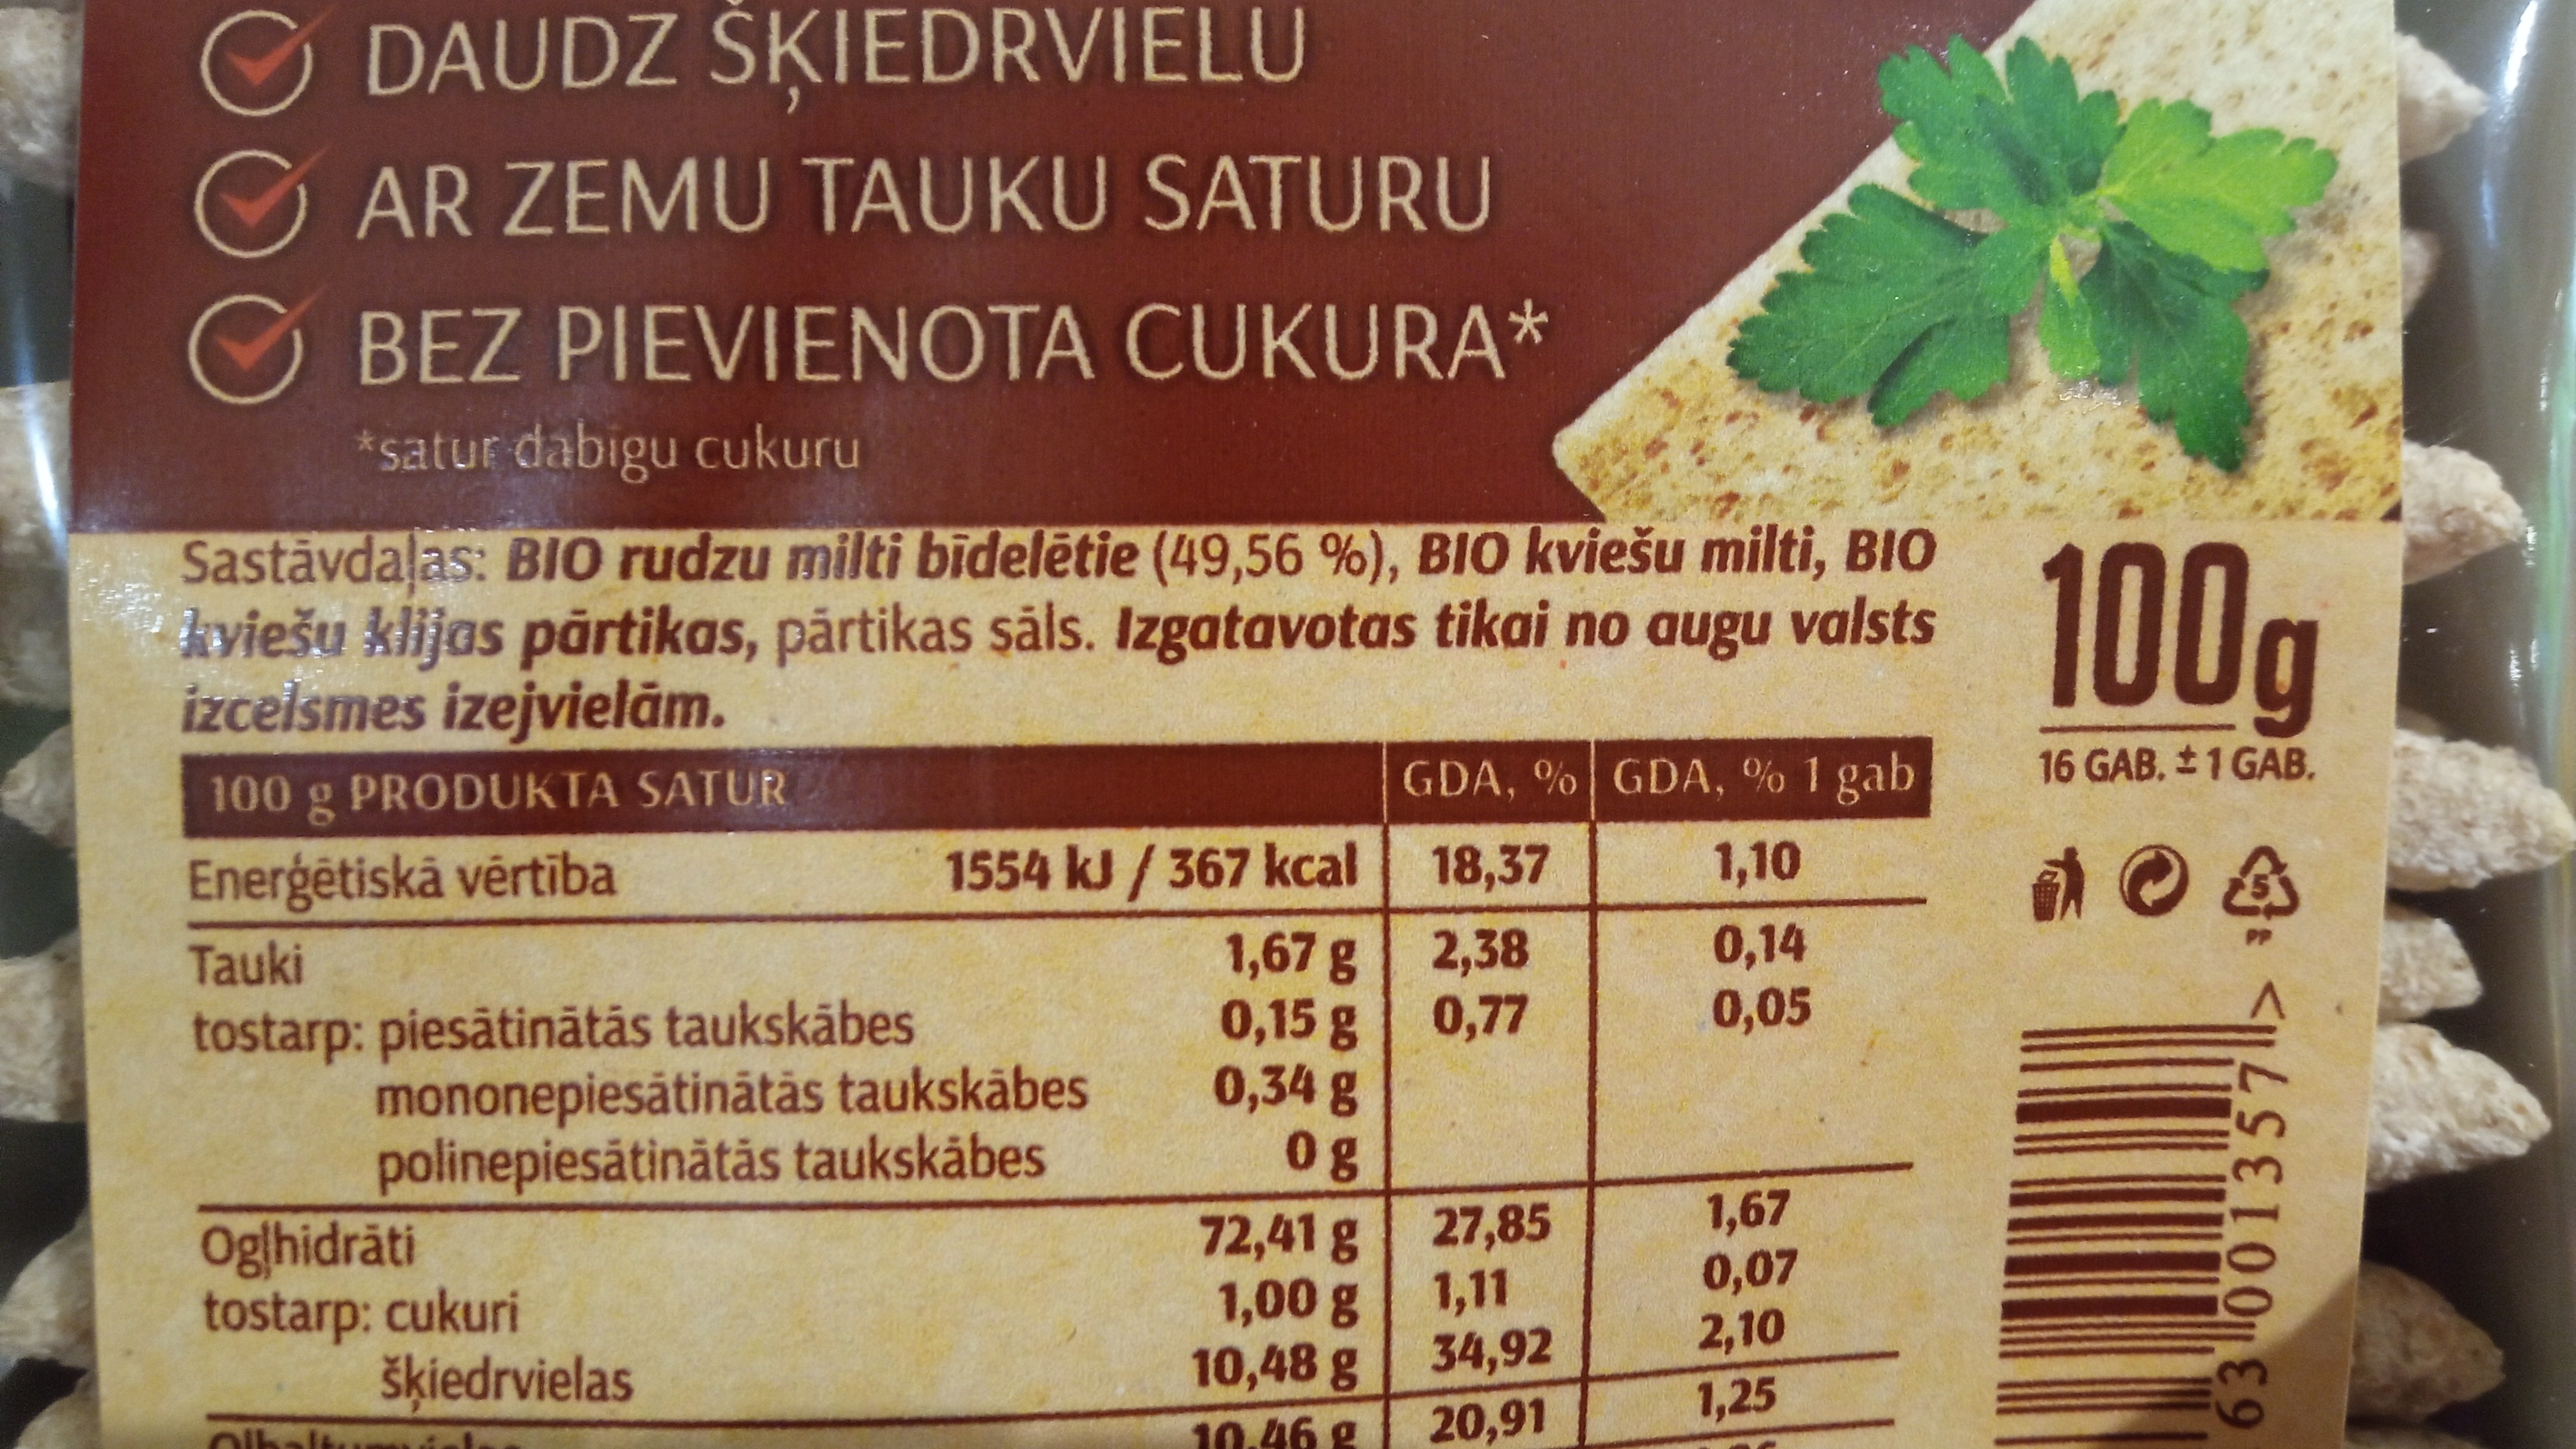 DAUDZ ŠĶIEDRVIELU
AR ZEMU TAUKU SATURU
BEZ PIEVIENOTA CUKURA*
*satur dabīgu cukuru
Sastāvdaļas: BIO rudzu milti bīdelētie (49,56 %), BIO kviešu milti, BIO
kviešu klijas pārtikas, pārtikas sāls. Izgatavotas tikai no augu valsts
izcelsmes izejvielām.
100g
16 GAB. ± 1 GAB.
100 g PRODUKTA SATUR GDA, % GDA, % 1 gab
Enerģētiskā vērtība 1554 kJ / 367 kcal 18,37 1,10
Tauki 1,67 g 2,38 0,14
tostarp: piesātinātās taukskābes 0,15 g 0,77 0,05
mononepiesātinātās taukskābes 0,34 g
polinepiesātinātās taukskābes 0 g
Ogļhidrāti 72,41 g 27,85 1,67
tostarp: cukuri 1,00 g 1,11 0,07
šķiedrvielas 10,48 g 34,92 2,10
10,46 g 20,91 1,25
5
PP
63 001357 >